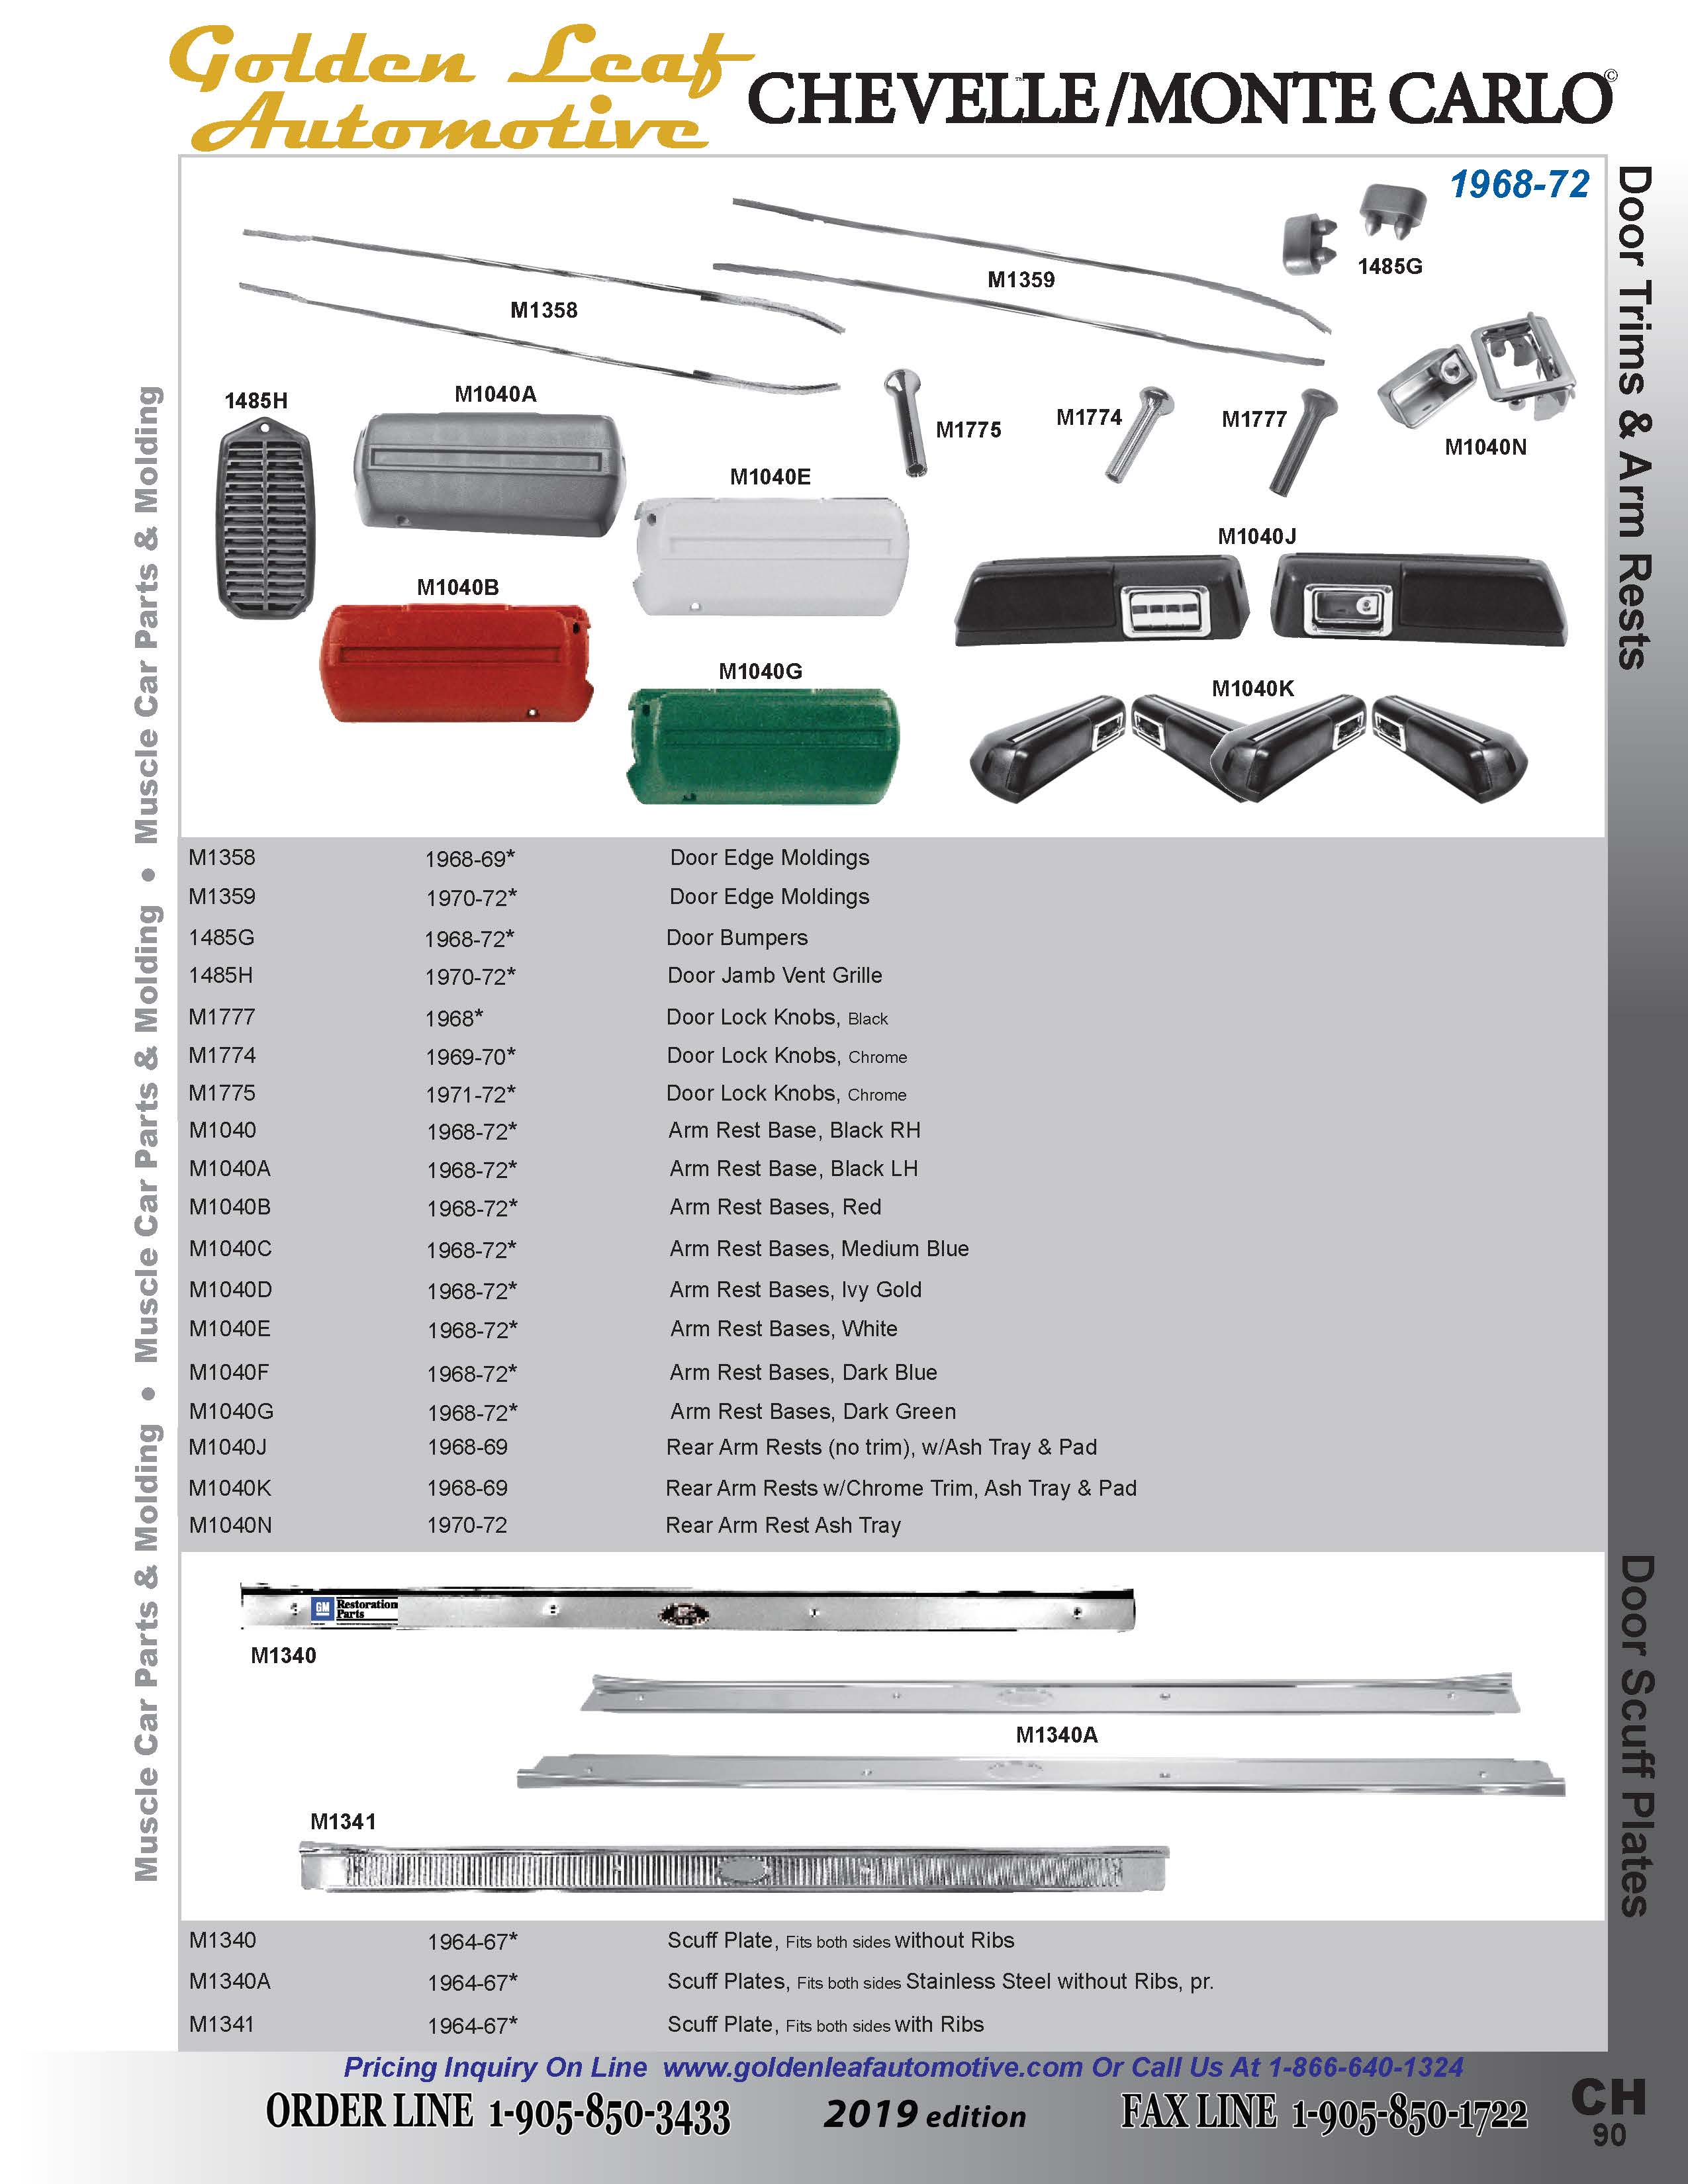 Golden Leaf
Automotive
CHEVELLE™/MONTE CARLO©
1968-72
Door Trims & Arm Rests
1485G
M1359
M1358
1485H
M1040A
M1775
M1774
M1777
M1040N
M1040E
M1040J
M1040B
M1040G
M1040K
Muscle Car Parts & Molding • Muscle Car Parts & Molding • Muscle Car Parts & Molding
M1358 1968-69* Door Edge Moldings
M1359 1970-72* Door Edge Moldings
1485G 1968-72* Door Bumpers
1485H 1970-72* Door Jamb Vent Grille
M1777 1968* Door Lock Knobs, Black
M1774 1969-70* Door Lock Knobs, Chrome
M1775 1971-72* Door Lock Knobs, Chrome
M1040 1968-72* Arm Rest Base, Black RH
M1040A 1968-72* Arm Rest Base, Black LH
M1040B 1968-72* Arm Rest Bases, Red
M1040C 1968-72* Arm Rest Bases, Medium Blue
M1040D 1968-72* Arm Rest Bases, Ivy Gold
M1040E 1968-72* Arm Rest Bases, White
M1040F 1968-72* Arm Rest Bases, Dark Blue
M1040G 1968-72* Arm Rest Bases, Dark Green
M1040J 1968-69 Rear Arm Rests (no trim), w/Ash Tray & Pad
M1040K 1968-69 Rear Arm Rests w/Chrome Trim, Ash Tray & Pad
M1040N 1970-72 Rear Arm Rest Ash Tray
Door Scuff Plates
GM Restoration
Parts
M1340
M1340A
M1341
M1340 1964-67* Scuff Plate, Fits both sides without Ribs
M1340A 1964-67* Scuff Plates, Fits both sides Stainless Steel without Ribs, pr.
M1341 1964-67* Scuff Plate, Fits both sides with Ribs
Pricing Inquiry On Line www.goldenleafautomotive.com Or Call Us At 1-866-640-1324
ORDER LINE 1-905-850-3433 2019 edition FAX LINE 1-905-850-1722
CH
90